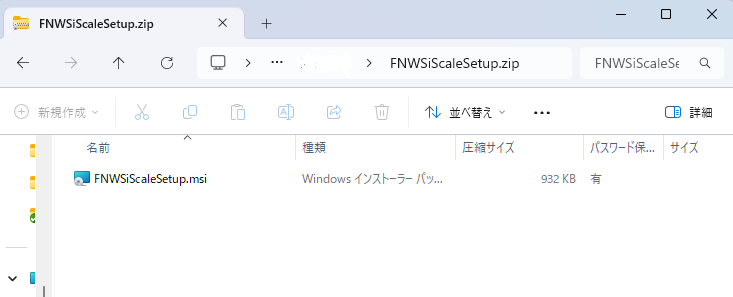 FNWSiScaleSetup.zip
FNWSiScaleSetup.zip
FNWSiScaleSe
新規作成
並べ替え
詳細
名前 種類 圧縮サイズ パスワード保... サイズ
FNWSiScaleSetup.msi Windows インストーラー パッ... 932 KB 有